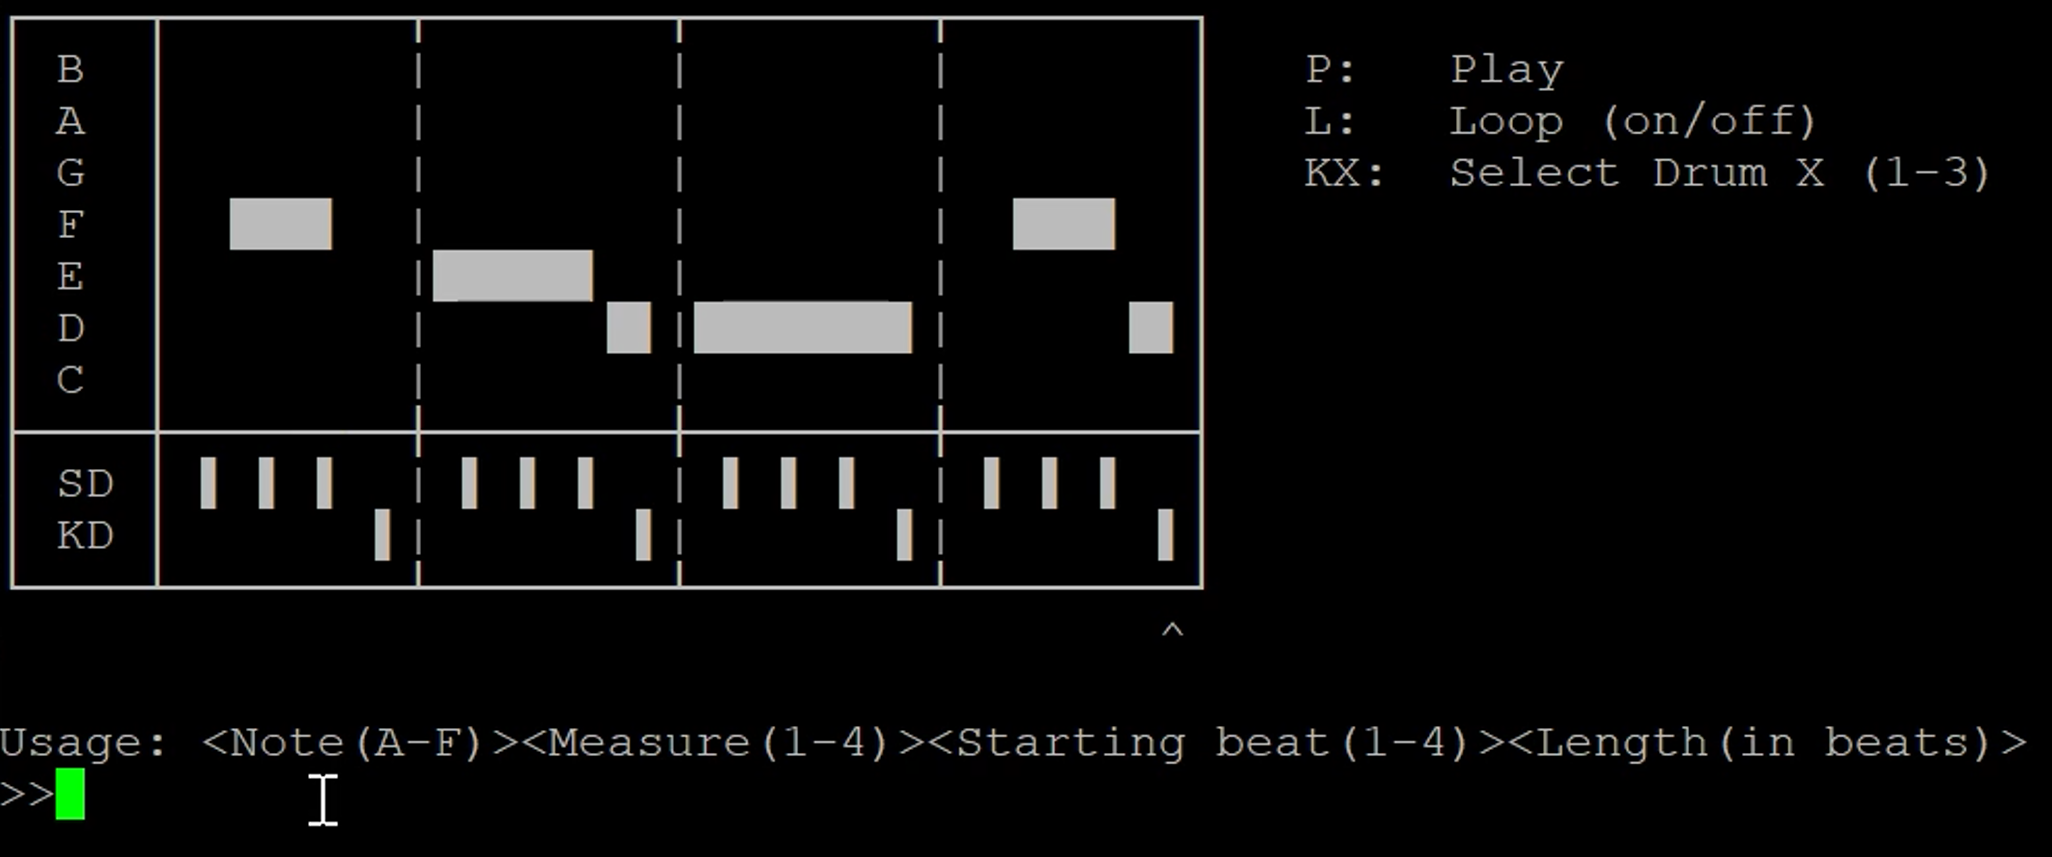 B P: Play
A L: Loop (on/off)
G KX: Select Drum X (1-3)
F
E
D
C
SD
KD
^
Usage: <Note(A-F)><Measure(1-4)><Starting beat(1-4)><Length(in beats)>
>>